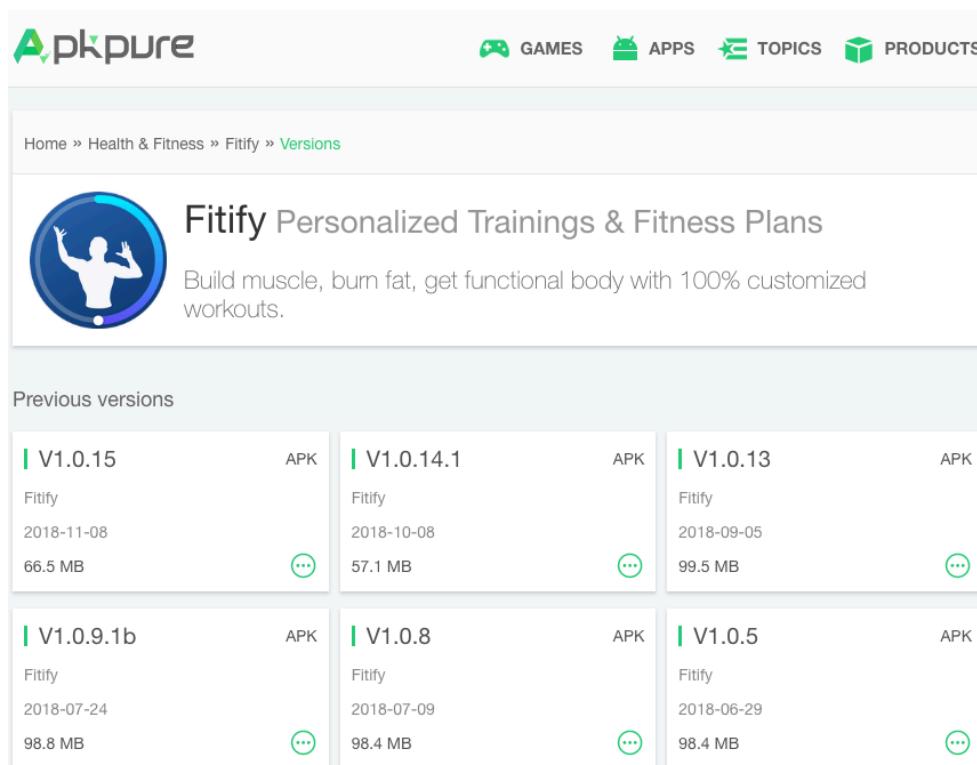 Apkpure
GAMES APPS TOPICS PRODUCTS
Home » Health & Fitness » Fitify » Versions
Fitify Personalized Trainings & Fitness Plans
Build muscle, burn fat, get functional body with 100% customized
workouts.
Previous versions
V1.0.15 APK
Fitify
2018-11-08
66.5 MB
V1.0.14.1 APK
Fitify
2018-10-08
57.1 MB
V1.0.13 APK
Fitify
2018-09-05
99.5 MB
V1.0.9.1b APK
Fitify
2018-07-24
98.8 MB
V1.0.8 APK
Fitify
2018-07-09
98.4 MB
V1.0.5 APK
Fitify
2018-06-29
98.4 MB